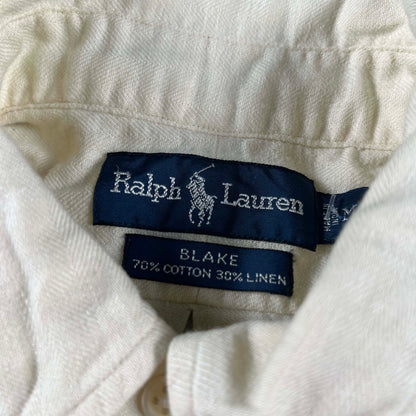 Ralph Lauren
BLAKE
70% COTTON 30% LINEN